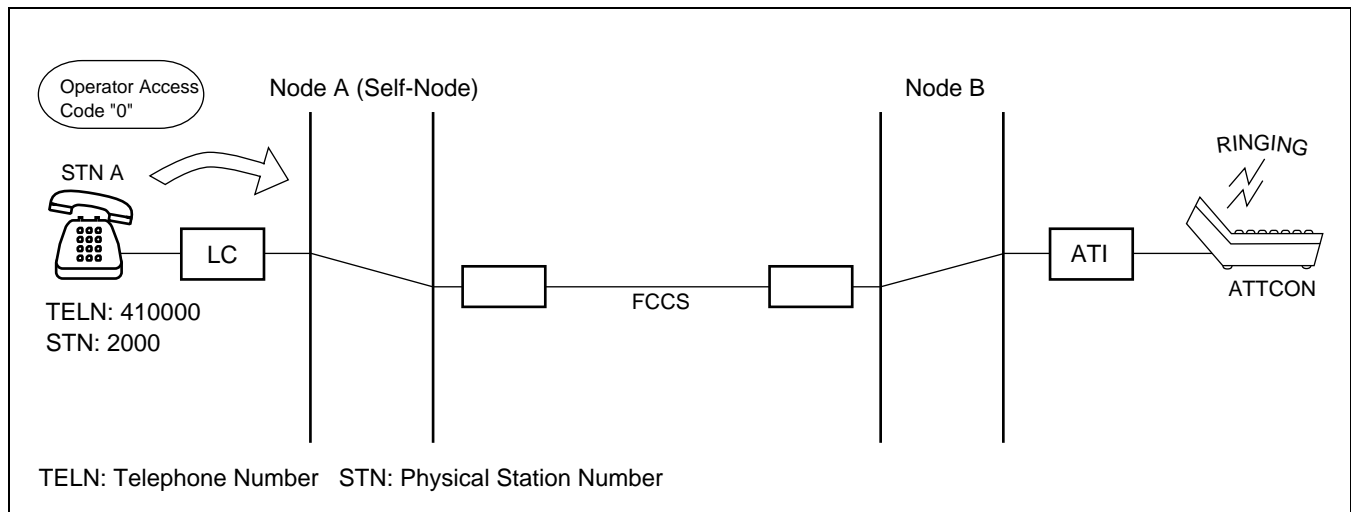 Operator Access
Code "0"
Node A (Self-Node)
Node B
RINGING
STN A
LC
ATI
FCCS
ATTCON
TELN: 410000
STN: 2000
TELN: Telephone Number   STN: Physical Station Number